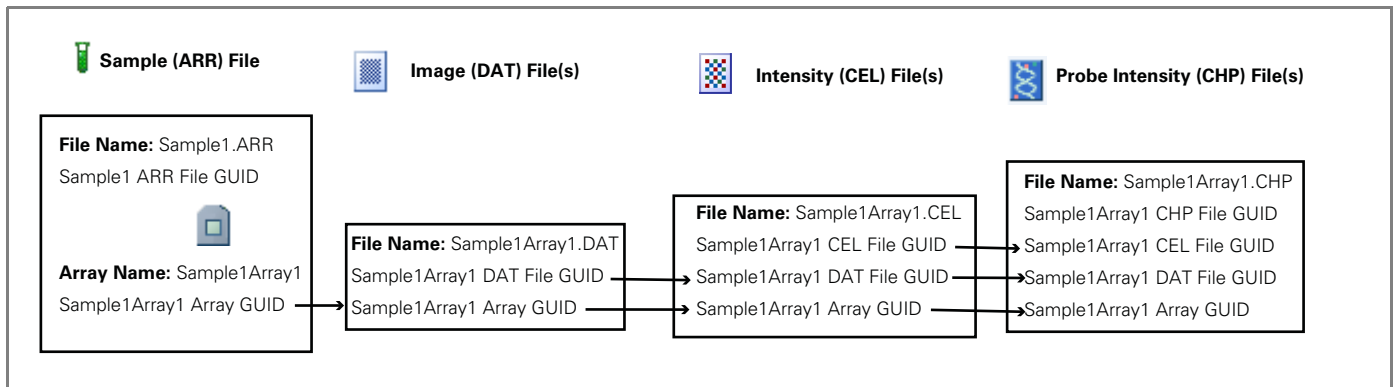 Sample (ARR) File
Image (DAT) File(s)
Intensity (CEL) File(s)
Probe Intensity (CHP) File(s)
File Name: Sample1.ARR
Sample1 ARR File GUID
Array Name: Sample1Array1
Sample1Array1 Array GUID
File Name: Sample1Array1.DAT
Sample1Array1 DAT File GUID
Sample1Array1 Array GUID
File Name: Sample1Array1.CEL
Sample1Array1 CEL File GUID
Sample1Array1 DAT File GUID
Sample1Array1 Array GUID
File Name: Sample1Array1.CHP
Sample1Array1 CHP File GUID
Sample1Array1 CEL File GUID
Sample1Array1 DAT File GUID
Sample1Array1 Array GUID